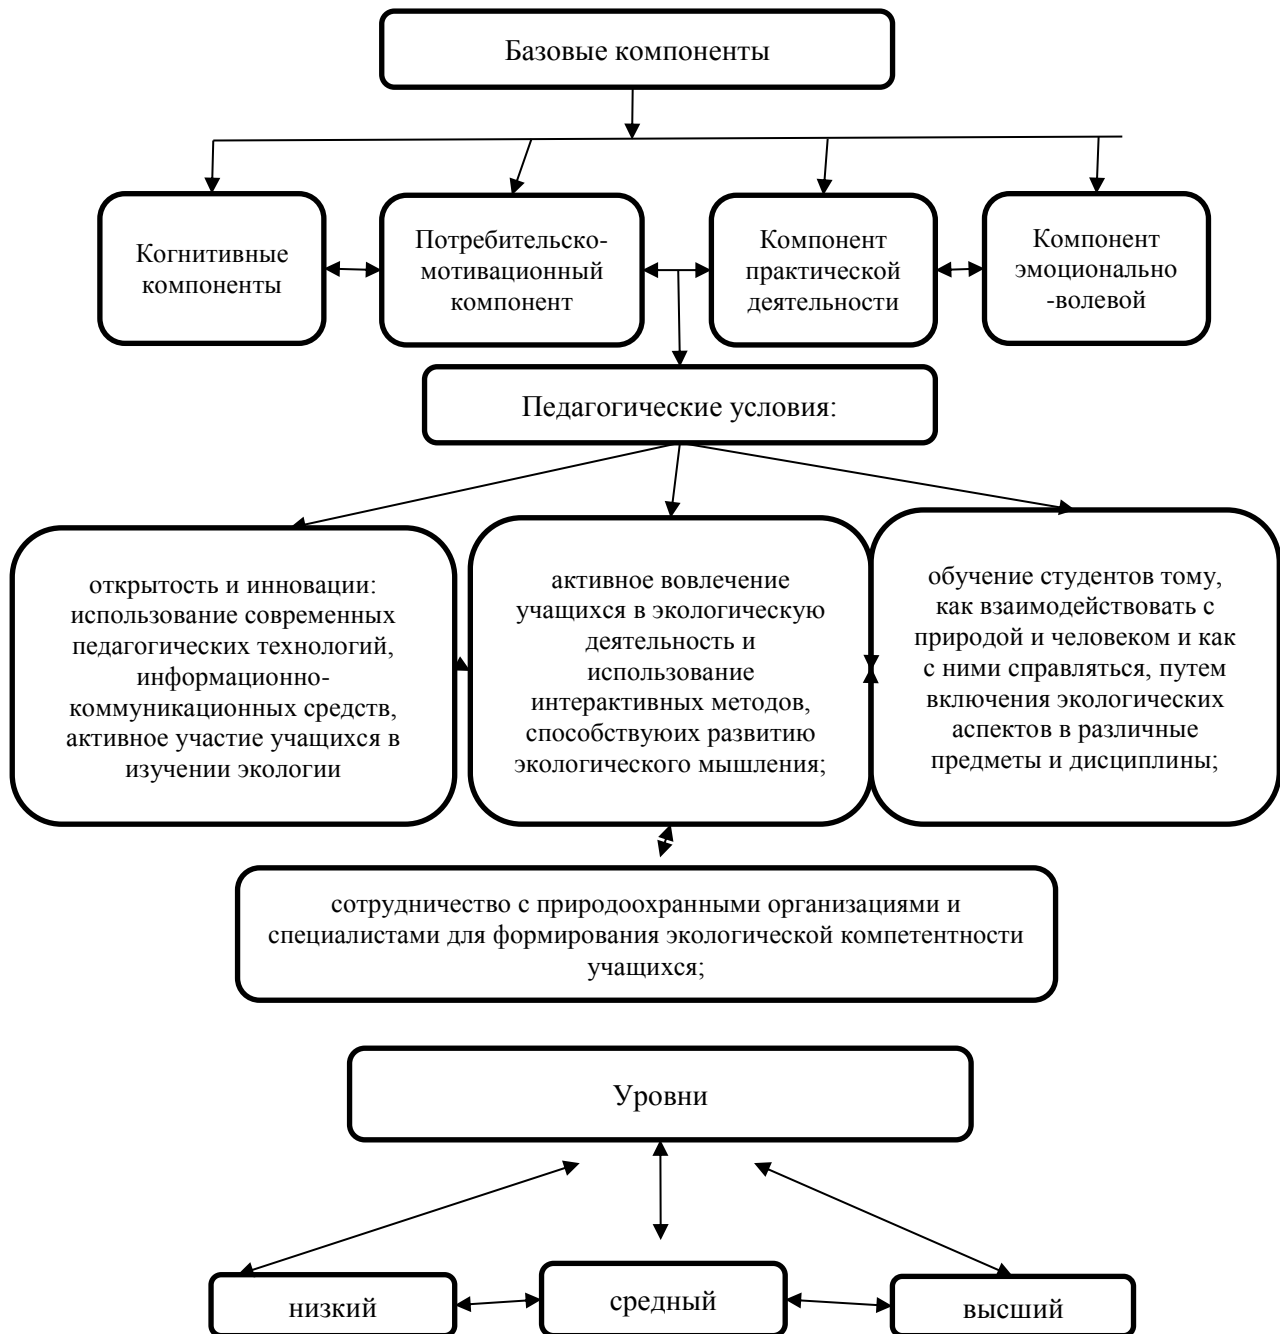 Базовые компоненты
Когнитивные
компоненты
Потребительско-
мотивационный
компонент
Компонент
практической
деятельности
Компонент
эмоционально
-волевой
Педагогические условия:
открытость и инновации:
использование современных
педагогических технологий,
информационно-
коммуникационных средств,
активное участие учащихся в
изучении экологии
активное вовлечение
учащихся в экологическую
деятельность и
использование
интерактивных методов,
способствуюих развитию
экологического мышления;
обучение студентов тому,
как взаимодействовать с
природой и человеком и как
с ними справляться, путем
включения экологических
аспектов в различные
предметы и дисциплины;
сотрудничество с природоохранными организациями и
специалистами для формирования экологической компетентности
учащихся;
Уровни
низкий
средный
высший